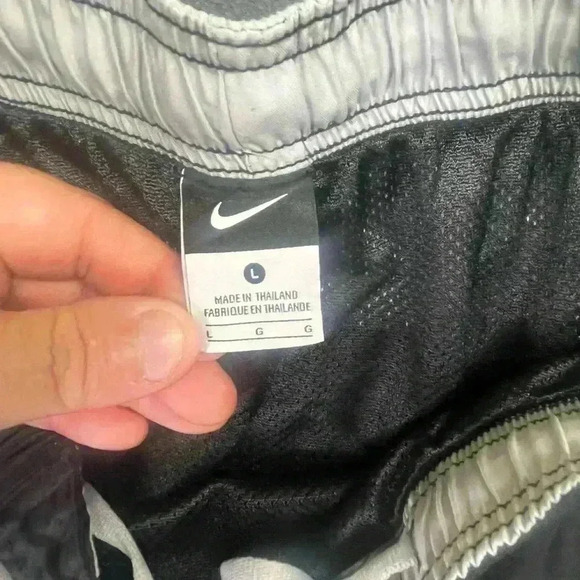 L
MADE IN THAILAND
FABRIQUE EN THAILANDE
L G G